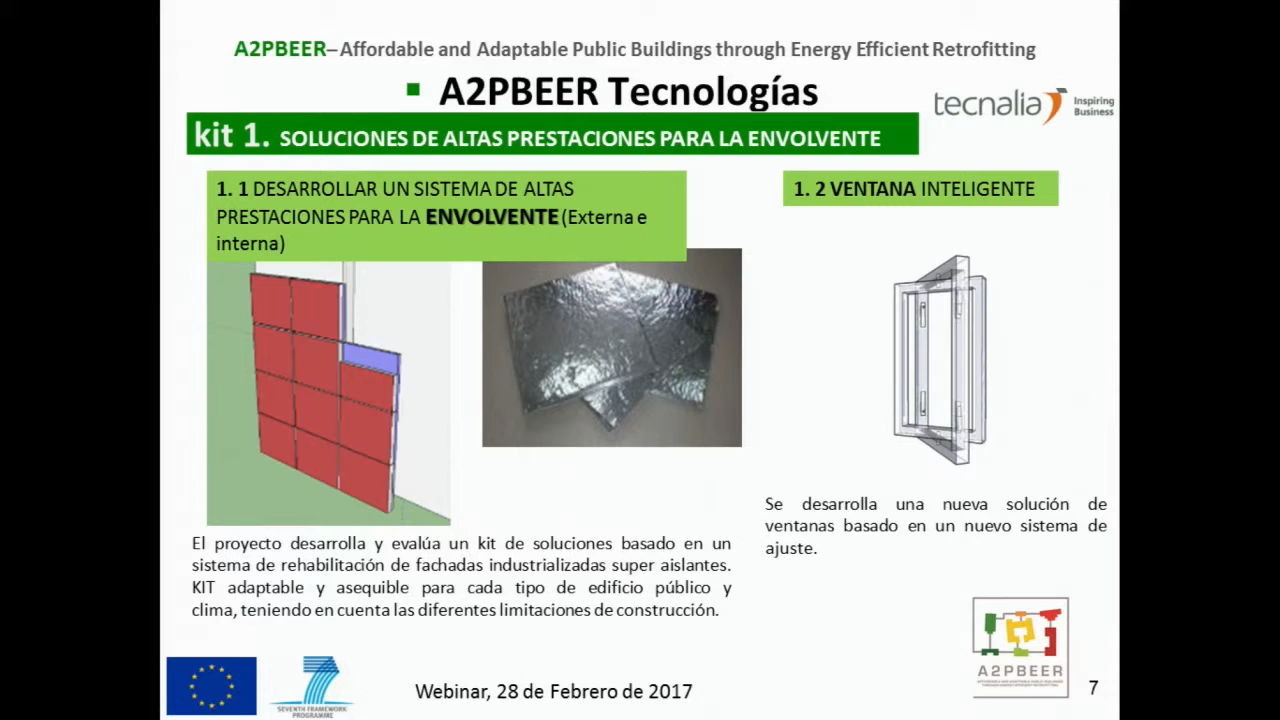 A2PBEER–Affordable and Adaptable Public Buildings through Energy Efficient Retrofitting
A2PBEER Tecnologías
tecnalia Inspiring Business
kit 1. SOLUCIONES DE ALTAS PRESTACIONES PARA LA ENVOLVENTE
1. 1 DESARROLLAR UN SISTEMA DE ALTAS
PRESTACIONES PARA LA ENVOLVENTE (Externa e
interna)
1. 2 VENTANA INTELIGENTE
El proyecto desarrolla y evalúa un kit de soluciones basado en un
sistema de rehabilitación de fachadas industrializadas super aislantes.
KIT adaptable y asequible para cada tipo de edificio público y
clima, teniendo en cuenta las diferentes limitaciones de construcción.
Se desarrolla una nueva solución de
ventanas basado en un nuevo sistema de
ajuste.
A2PBEER
SEVENTH FRAMEWORK
PROGRAMME
Webinar, 28 de Febrero de 2017
7